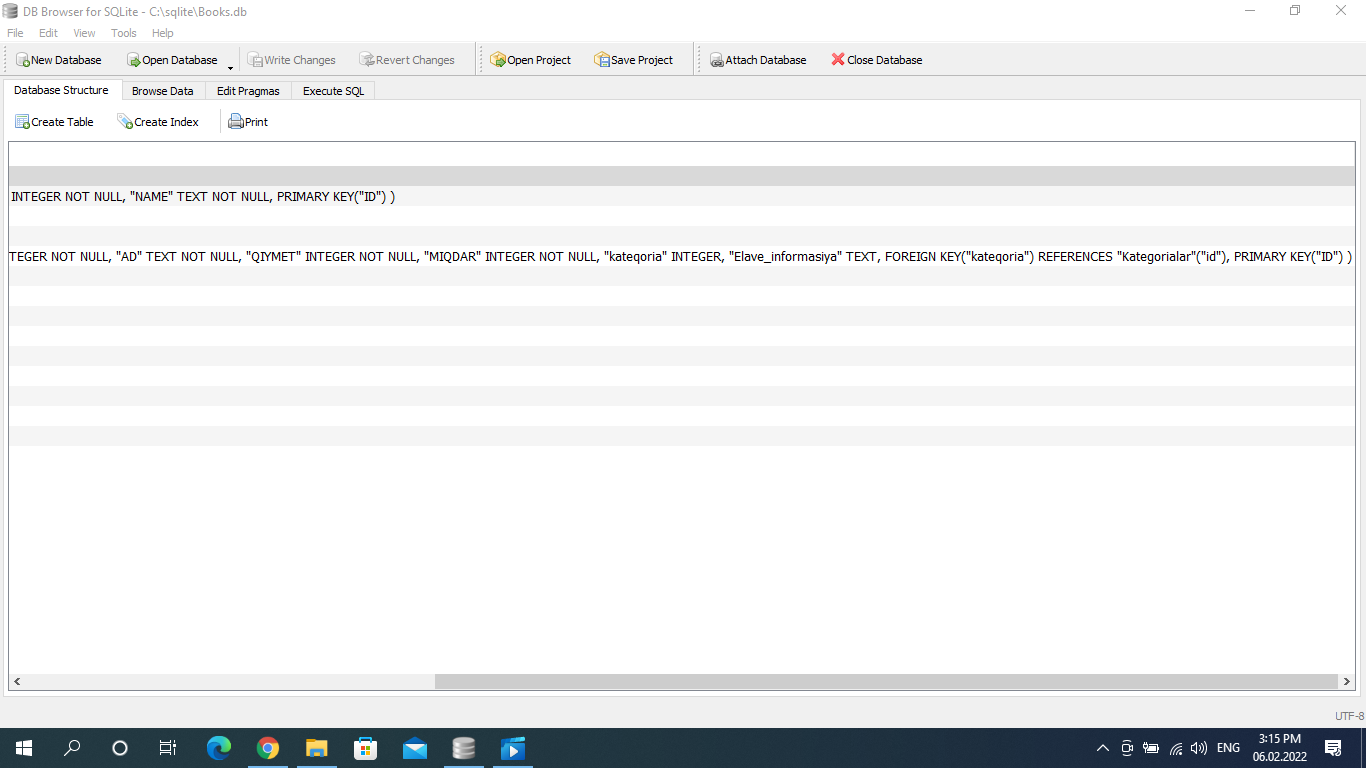 DB Browser for SQLite - C:\sqlite\Books.db
File Edit View Tools Help
New Database Open Database Write Changes Revert Changes Open Project Save Project Attach Database Close Database
Database Structure Browse Data Edit Pragmas Execute SQL
Create Table Create Index Print
INTEGER NOT NULL, "NAME" TEXT NOT NULL, PRIMARY KEY("ID") )
TEGER NOT NULL, "AD" TEXT NOT NULL, "QIYMET" INTEGER NOT NULL, "MIQDAR" INTEGER NOT NULL, "kateqoria" INTEGER, "Elave_informasiya" TEXT, FOREIGN KEY("kateqoria") REFERENCES "Kategorialar"("id"), PRIMARY KEY("ID") )
UTF-8
ENG
3:15 PM
06.02.2022